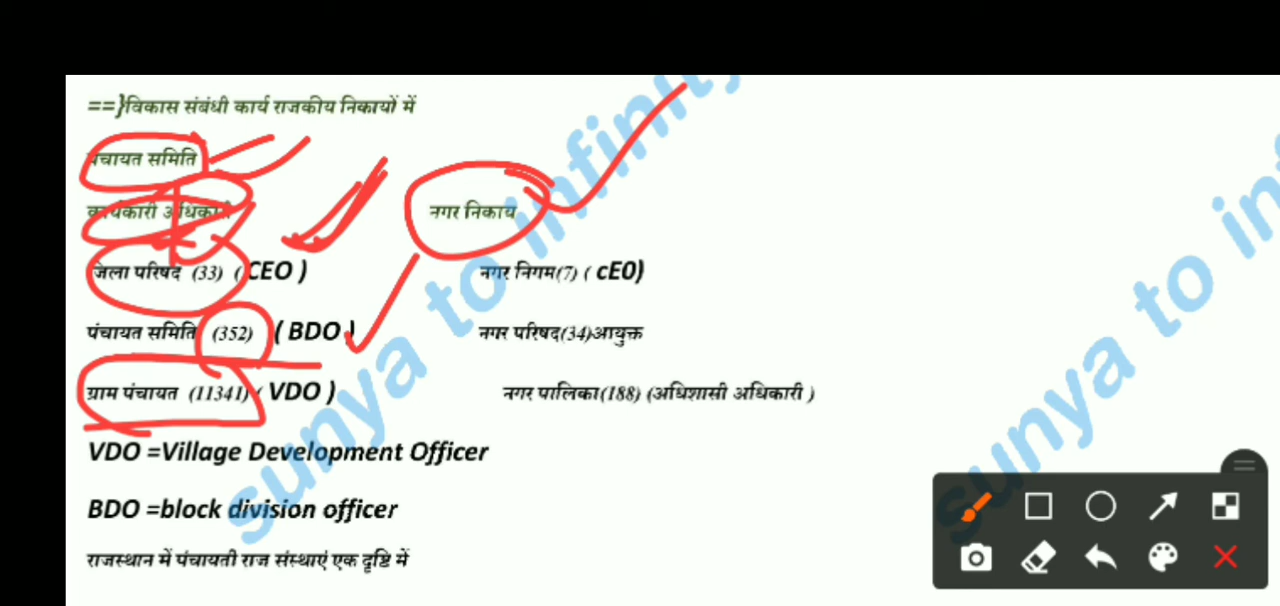 ==}विकास संबंधी कार्य राजकीय निकायों में
पंचायत समिति
कार्यकारी अधिकारी नगर निकाय
जिला परिषद (33) ( CEO ) नगर निगम(7) ( cE0)
पंचायत समिति (352) ( BDO ) नगर परिषद(34)आयुक्त
ग्राम पंचायत (11341) ( VDO ) नगर पालिका(188) (अधिशासी अधिकारी )
VDO =Village Development Officer
BDO =block division officer
राजस्थान में पंचायती राज संस्थाएं एक दृष्टि में
sunya to infinity
sunya to infi